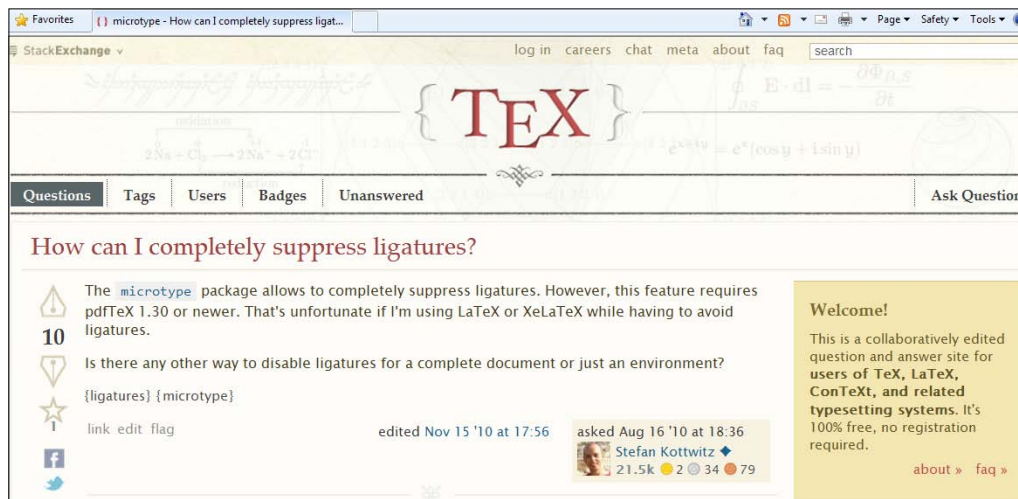 Favorites
{ } microtype - How can I completely suppress ligat...
Page Safety Tools
StackExchange
log in careers chat meta about faq
search
{ TEX }
oxidation
Questions Tags Users Badges Unanswered
Ask Question
How can I completely suppress ligatures?
The microtype package allows to completely suppress ligatures. However, this feature requires
pdfTeX 1.30 or newer. That's unfortunate if I'm using LaTeX or XeLaTeX while having to avoid
10
ligatures.
Is there any other way to disable ligatures for a complete document or just an environment?
{ligatures} {microtype}
1
link edit flag
edited Nov 15 '10 at 17:56
asked Aug 16 '10 at 18:36
Stefan Kottwitz
21.5k 2 34 79
Welcome!
This is a collaboratively edited
question and answer site for
users of TeX, LaTeX,
ConTeXt, and related
typesetting systems. It's
100% free, no registration
required.
about » faq »